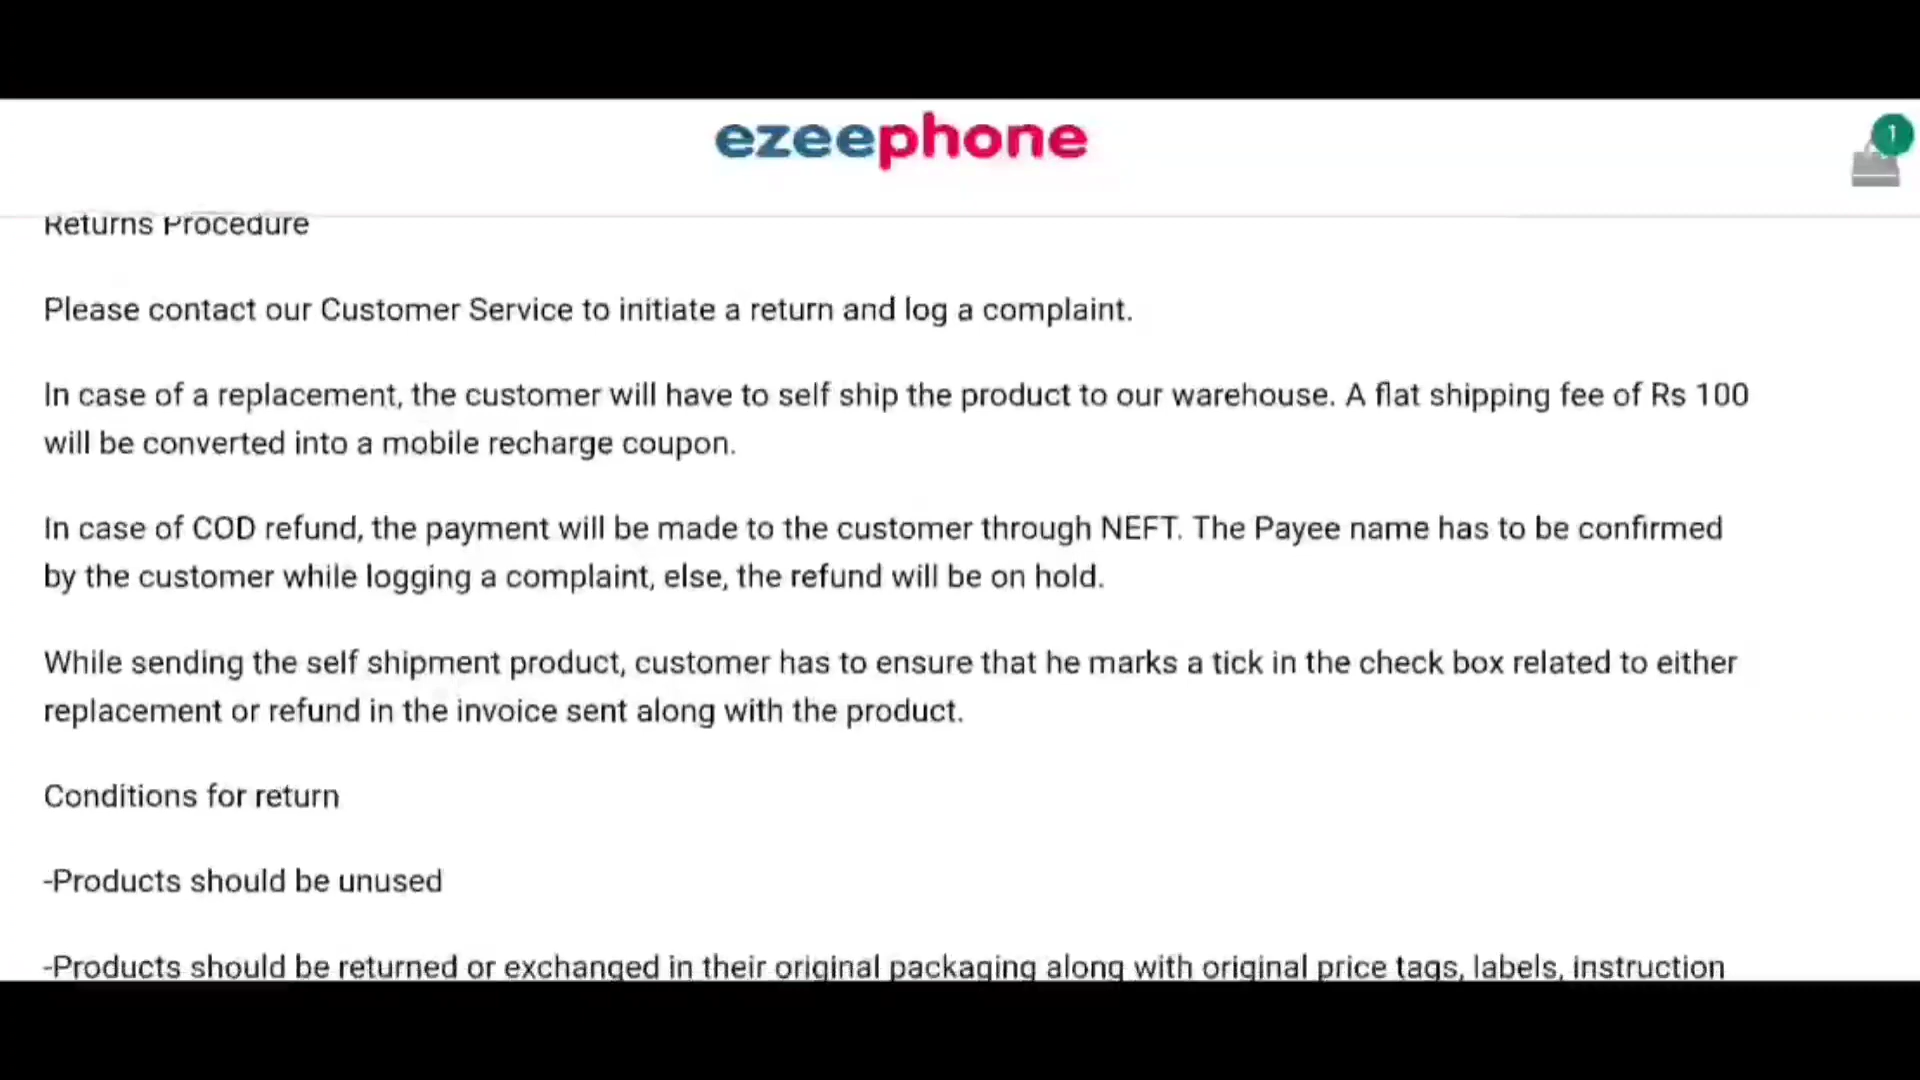 ezeephone
1
Returns Procedure
Please contact our Customer Service to initiate a return and log a complaint.
In case of a replacement, the customer will have to self ship the product to our warehouse. A flat shipping fee of Rs 100
will be converted into a mobile recharge coupon.
In case of COD refund, the payment will be made to the customer through NEFT. The Payee name has to be confirmed
by the customer while logging a complaint, else, the refund will be on hold.
While sending the self shipment product, customer has to ensure that he marks a tick in the check box related to either
replacement or refund in the invoice sent along with the product.
Conditions for return
-Products should be unused
-Products should be returned or exchanged in their original packaging along with original price tags, labels, instruction